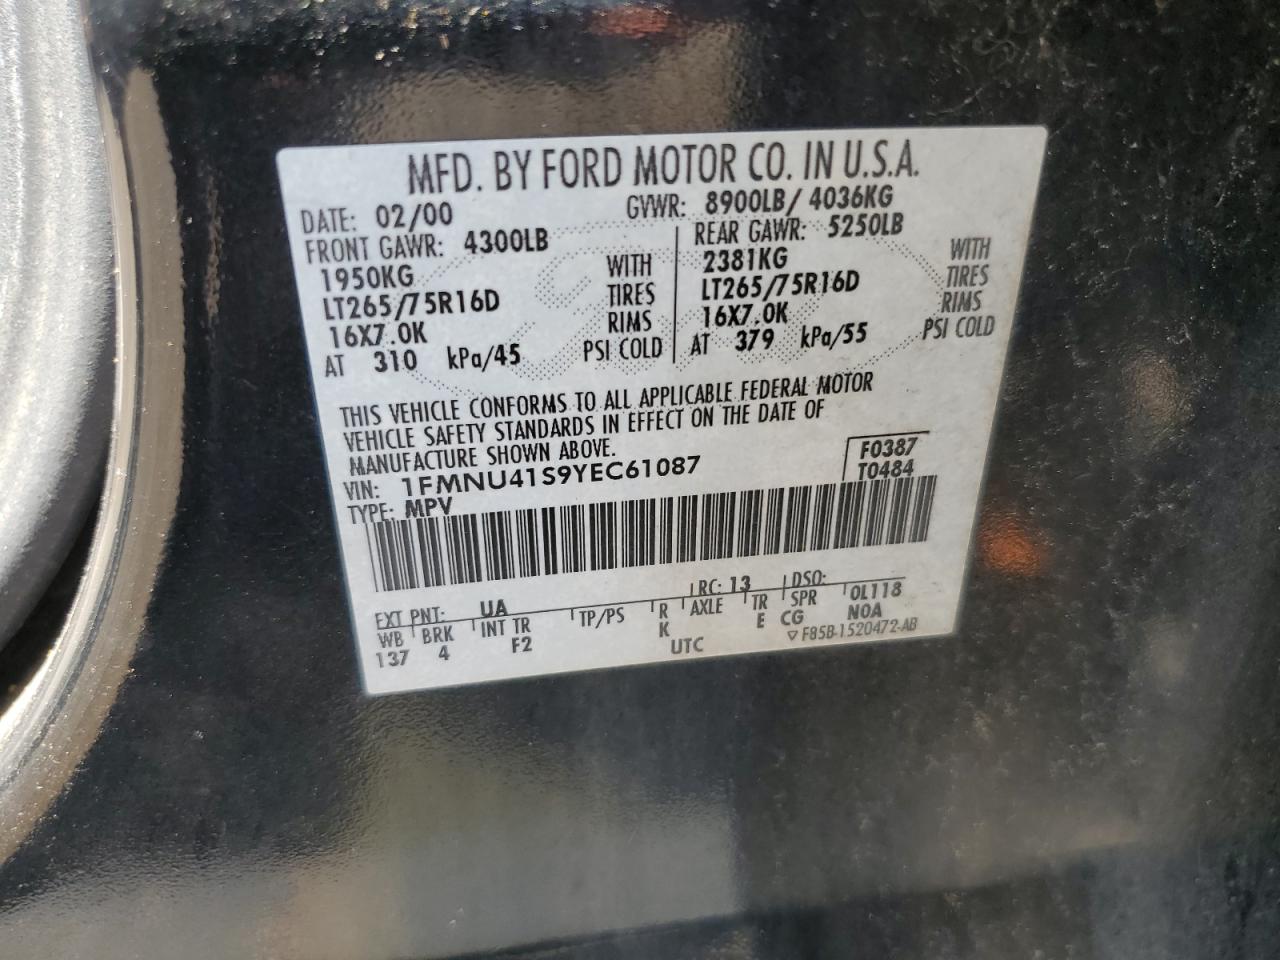 MFD. BY FORD MOTOR CO. IN U.S.A.
DATE: 02/00 GVWR: 8900LB/ 4036KG
FRONT GAWR: 4300LB REAR GAWR: 5250LB
1950KG WITH 2381KG WITH
LT265/75R16D TIRES LT265/75R16D TIRES
16X7.0K RIMS 16X7.0K RIMS
AT 310 kPa/45 PSI COLD AT 379 kPa/55 PSI COLD
THIS VEHICLE CONFORMS TO ALL APPLICABLE FEDERAL MOTOR
VEHICLE SAFETY STANDARDS IN EFFECT ON THE DATE OF
MANUFACTURE SHOWN ABOVE.
VIN: 1FMNU41S9YEC61087 F0387
TYPE: MPV T0484
EXT PNT: UA RC: 13 DSO:
WB BRK INT TR TP/PS R AXLE TR SPR 0L118
137 4 F2 K E CG N0A
UTC ▽F85B-1520472-AB